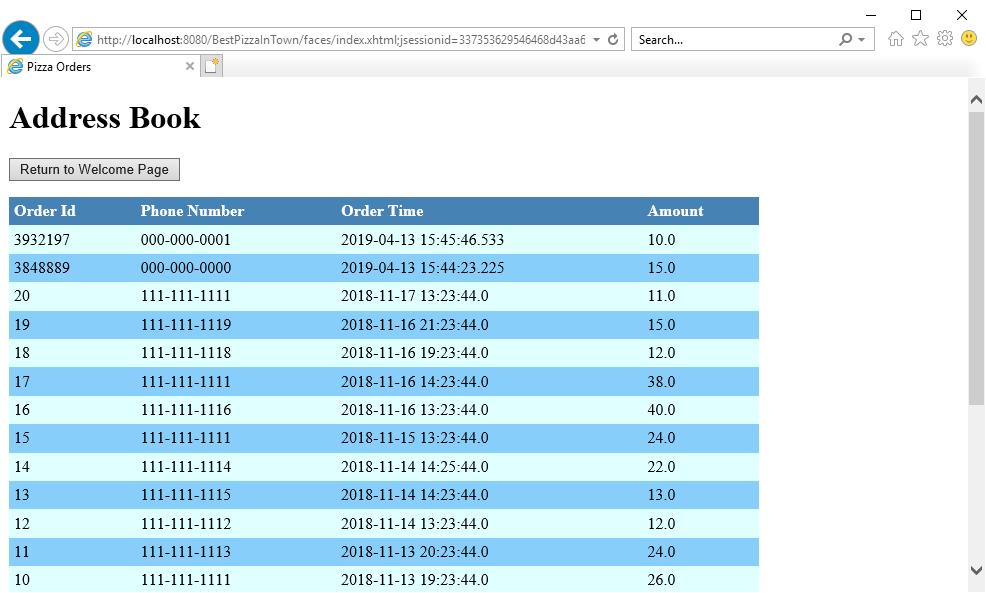 http://localhost:8080/BestPizzaInTown/faces/index.xhtml;jsessionid=337353629546468d43aa6
Search...
Pizza Orders
Address Book
Return to Welcome Page
Order Id Phone Number Order Time Amount
3932197 000-000-0001 2019-04-13 15:45:46.533 10.0
3848889 000-000-0000 2019-04-13 15:44:23.225 15.0
20 111-111-1111 2018-11-17 13:23:44.0 11.0
19 111-111-1119 2018-11-16 21:23:44.0 15.0
18 111-111-1118 2018-11-16 19:23:44.0 12.0
17 111-111-1111 2018-11-16 14:23:44.0 38.0
16 111-111-1116 2018-11-16 13:23:44.0 40.0
15 111-111-1111 2018-11-15 13:23:44.0 24.0
14 111-111-1114 2018-11-14 14:25:44.0 22.0
13 111-111-1115 2018-11-14 14:23:44.0 13.0
12 111-111-1112 2018-11-14 13:23:44.0 12.0
11 111-111-1113 2018-11-13 20:23:44.0 24.0
10 111-111-1111 2018-11-13 19:23:44.0 26.0